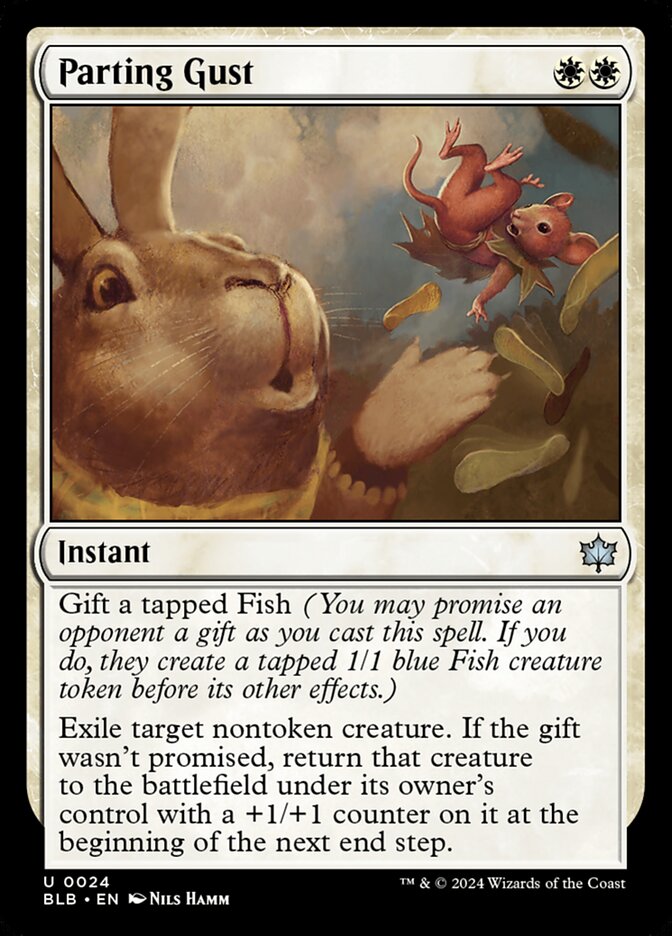 Parting Gust
Instant
Gift a tapped Fish (You may promise an
opponent a gift as you cast this spell. If you
do, they create a tapped 1/1 blue Fish creature
token before its other effects.)
Exile target nontoken creature. If the gift
wasn't promised, return that creature
to the battlefield under its owner's
control with a +1/+1 counter on it at the
beginning of the next end step.
U 0024
BLB • EN Nils Hamm
™ & © 2024 Wizards of the Coast